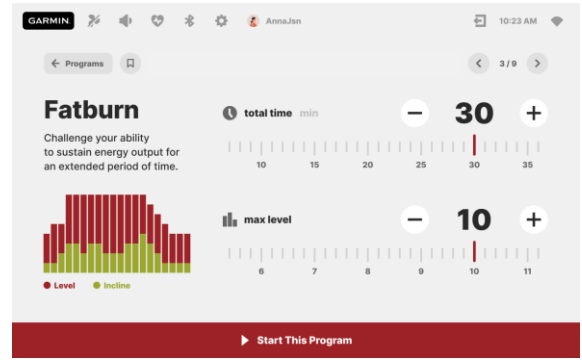 GARMIN.
AnnaJan
10:23 AM
Programs
3/9
Fatburn
Challenge your ability
to sustain energy output for
an extended period of time.
Level
Incline
total time min
30
10 15 20 25 30 35
max level
10
6 7 8 9 10 11
Start This Program